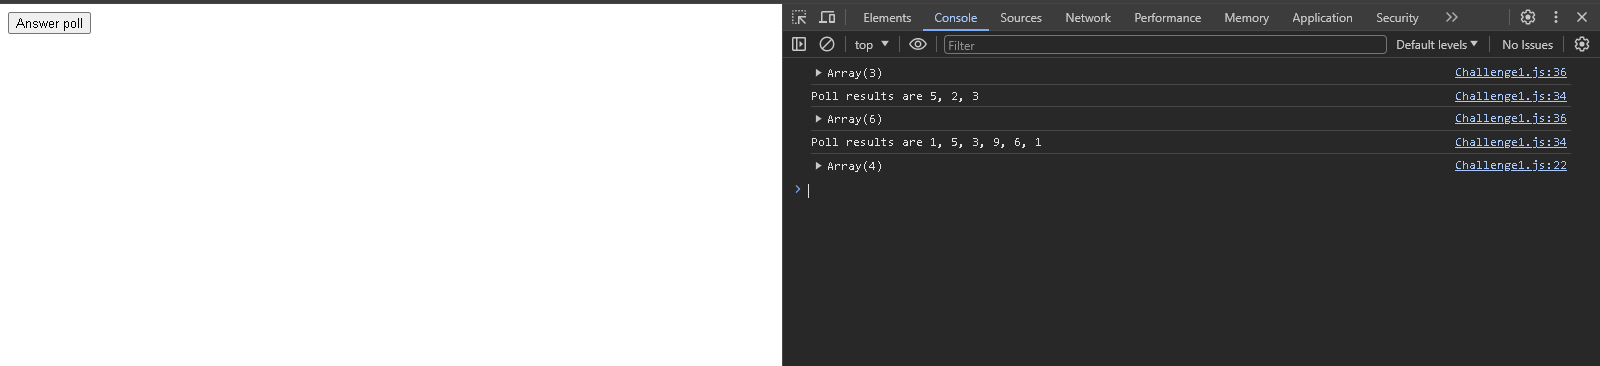 Answer poll
Elements Console Sources Network Performance Memory Application Security
top Filter Default levels No Issues
Array(3) Challenge1.js:36
Poll results are 5, 2, 3 Challenge1.js:34
Array(6) Challenge1.js:36
Poll results are 1, 5, 3, 9, 6, 1 Challenge1.js:34
Array(4) Challenge1.js:22